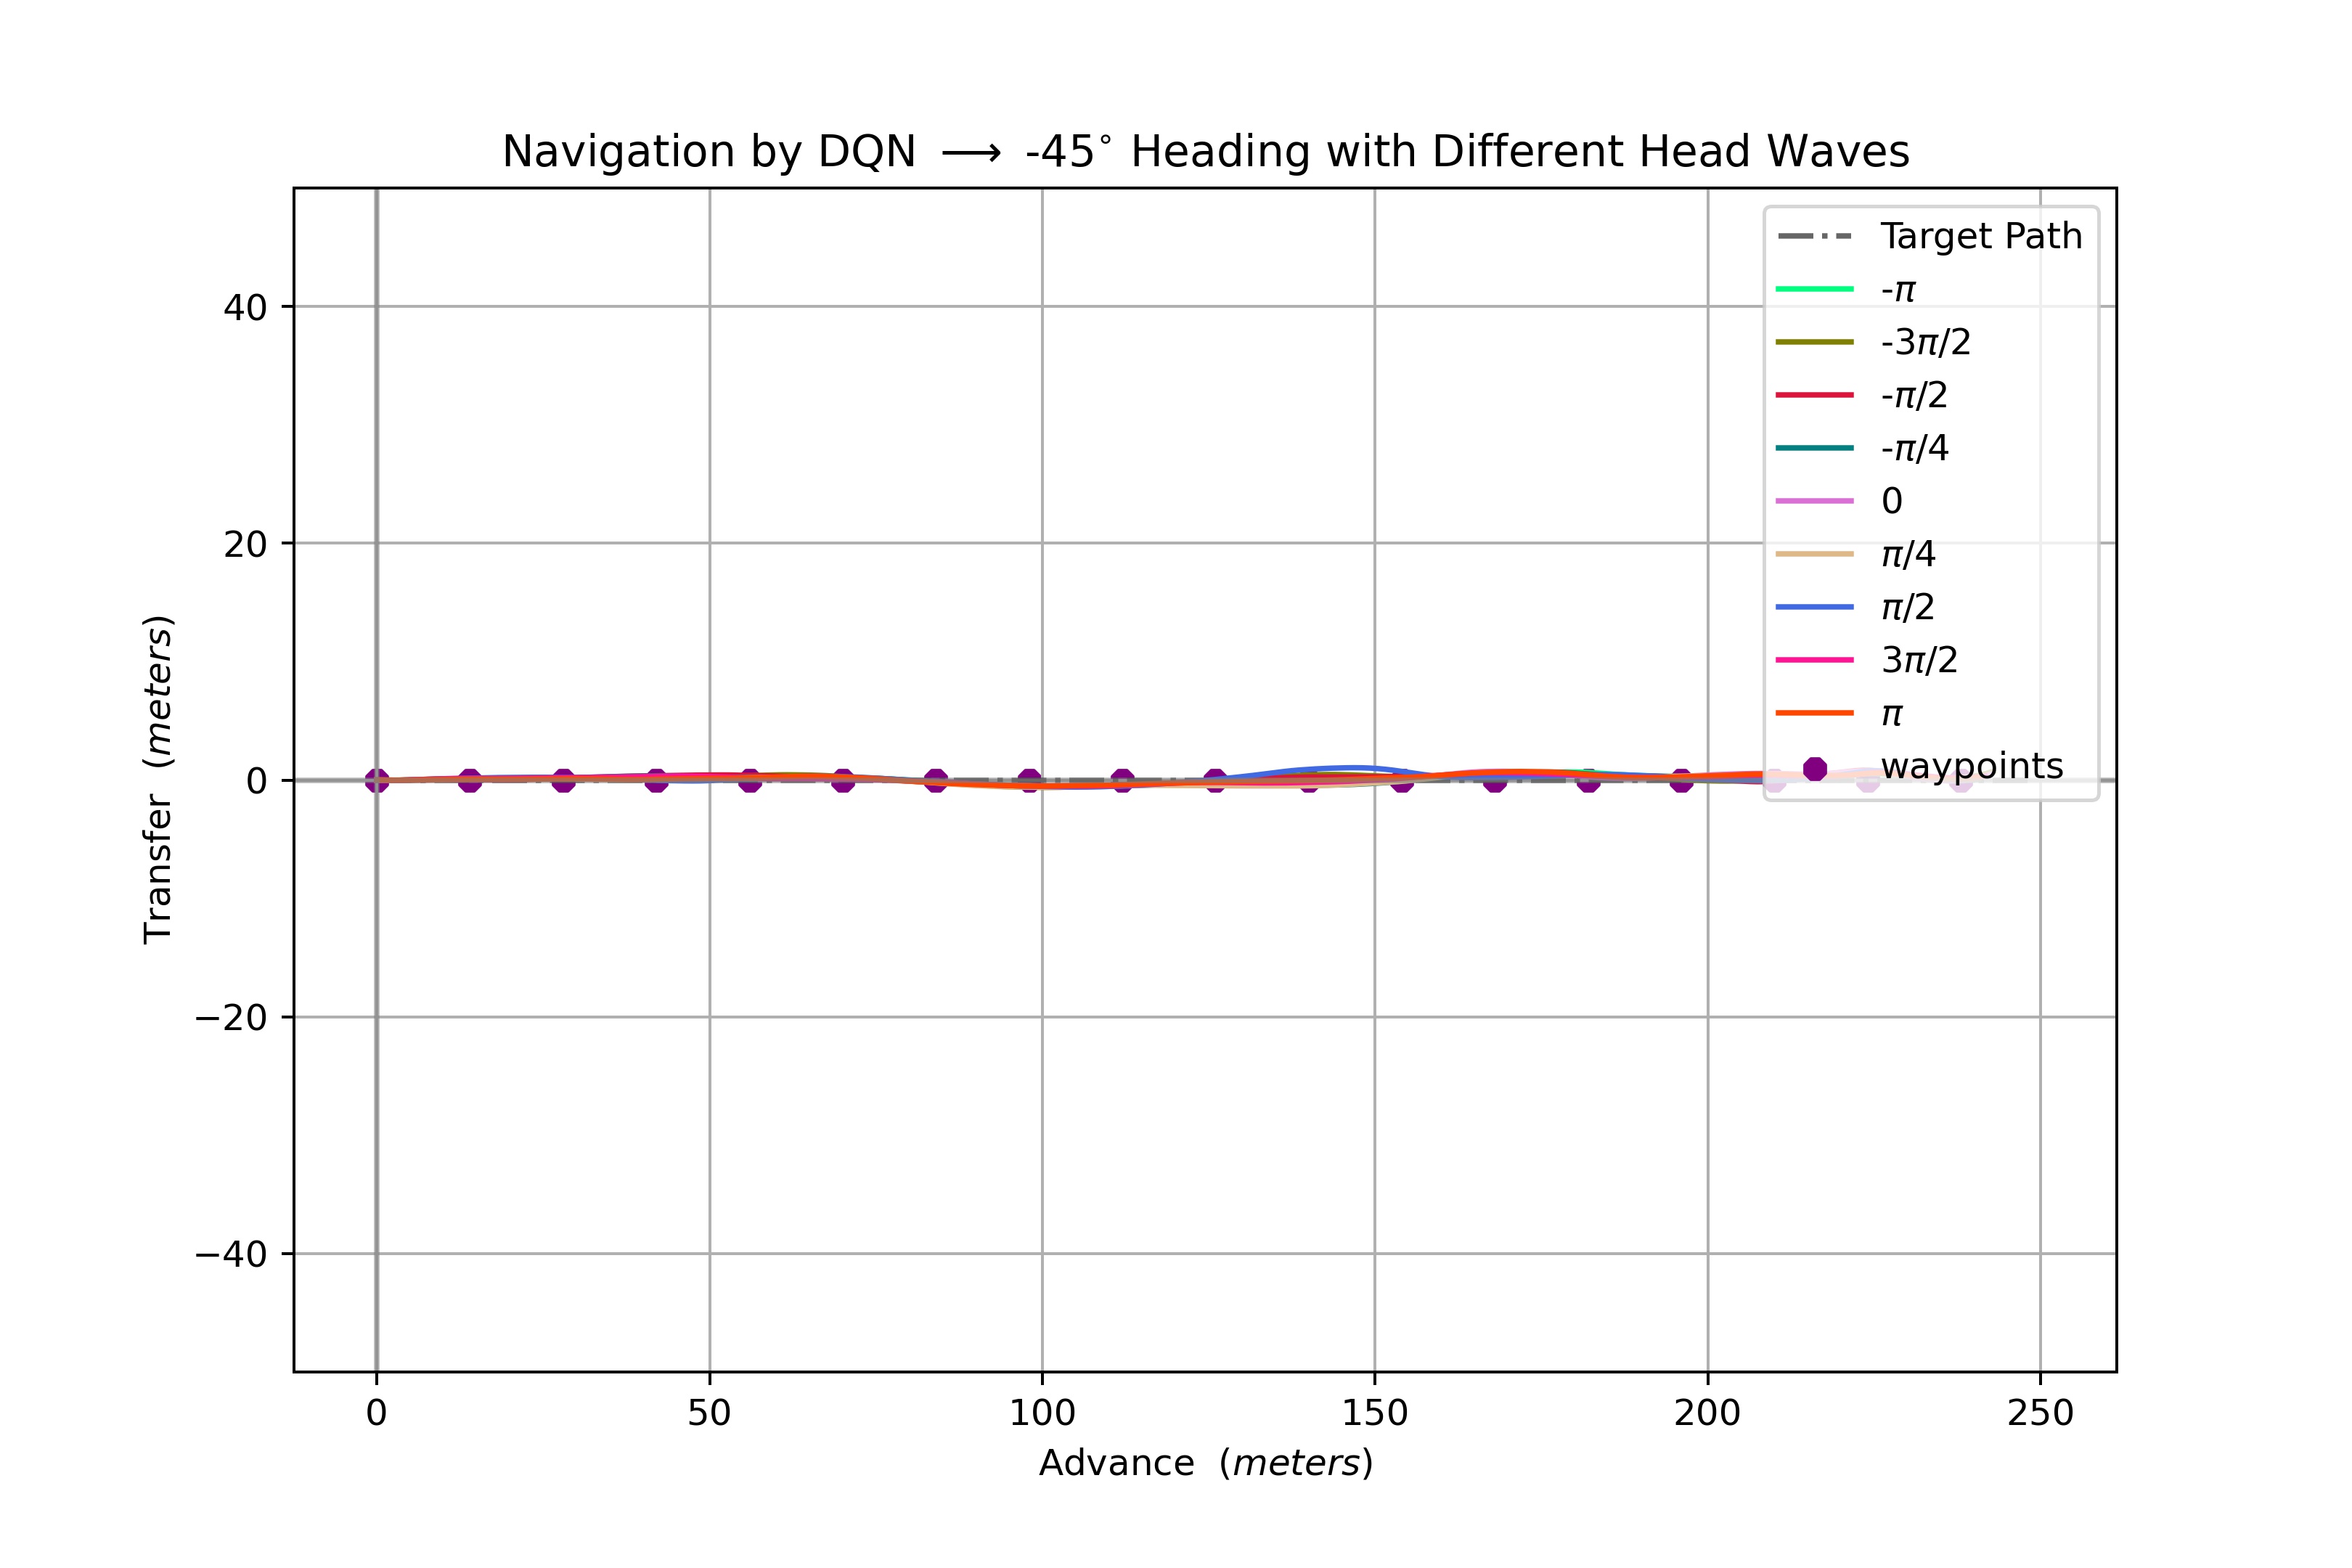 Navigation by DQN ⟶ -45° Heading with Different Head Waves
Target Path
-π
-3π/2
-π/2
-π/4
0
π/4
π/2
3π/2
π
waypoints
40
20
0
−20
−40
Transfer (meters)
0 50 100 150 200 250
Advance (meters)